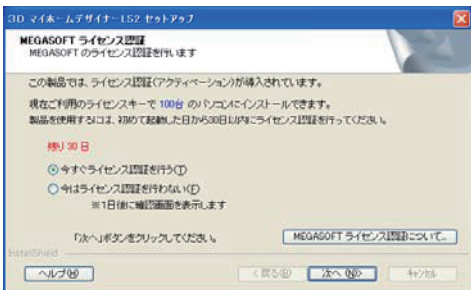 3D マイホームデザイナーLS2 セットアップ
MEGASOFT ライセンス認証
MEGASOFT のライセンス認証を行います
この製品では、ライセンス認証(アクティベーション)が導入されています。
現在ご利用のライセンスキーで 100台 のパソコンにインストールできます。
製品を使用するには、初めて起動した日から30日以内にライセンス認証を行ってください。
残り 30 日
今すぐライセンス認証を行う(T)
今はライセンス認証を行わない(F)
※1日後に確認画面を表示します
「次へ」ボタンをクリックしてください。
MEGASOFT ライセンス認証について...
InstallShield
ヘルプ(H)
< 戻る(B)
次へ (N)>
キャンセル